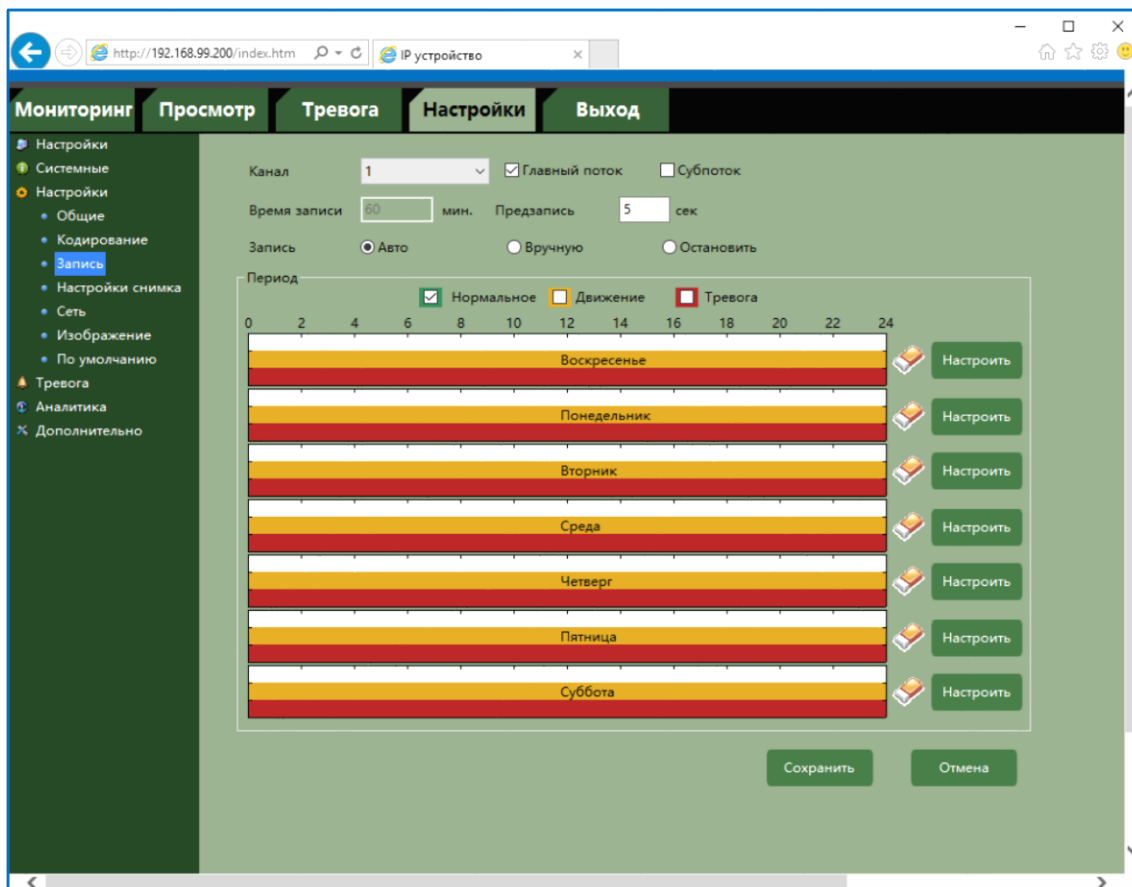 http://192.168.99.200/index.htm IP устройство
Мониторинг Просмотр Тревога Настройки Выход
Настройки
Системные
Настройки
Общие
Кодирование
Запись
Настройки снимка
Сеть
Изображение
По умолчанию
Тревога
Аналитика
Дополнительно
Канал 1 Главный поток Субпоток
Время записи 60 мин. Предзапись 5 сек
Запись Авто Вручную Остановить
Период
Нормальное Движение Тревога
0 2 4 6 8 10 12 14 16 18 20 22 24
Воскресенье Настроить
Понедельник Настроить
Вторник Настроить
Среда Настроить
Четверг Настроить
Пятница Настроить
Суббота Настроить
Сохранить Отмена